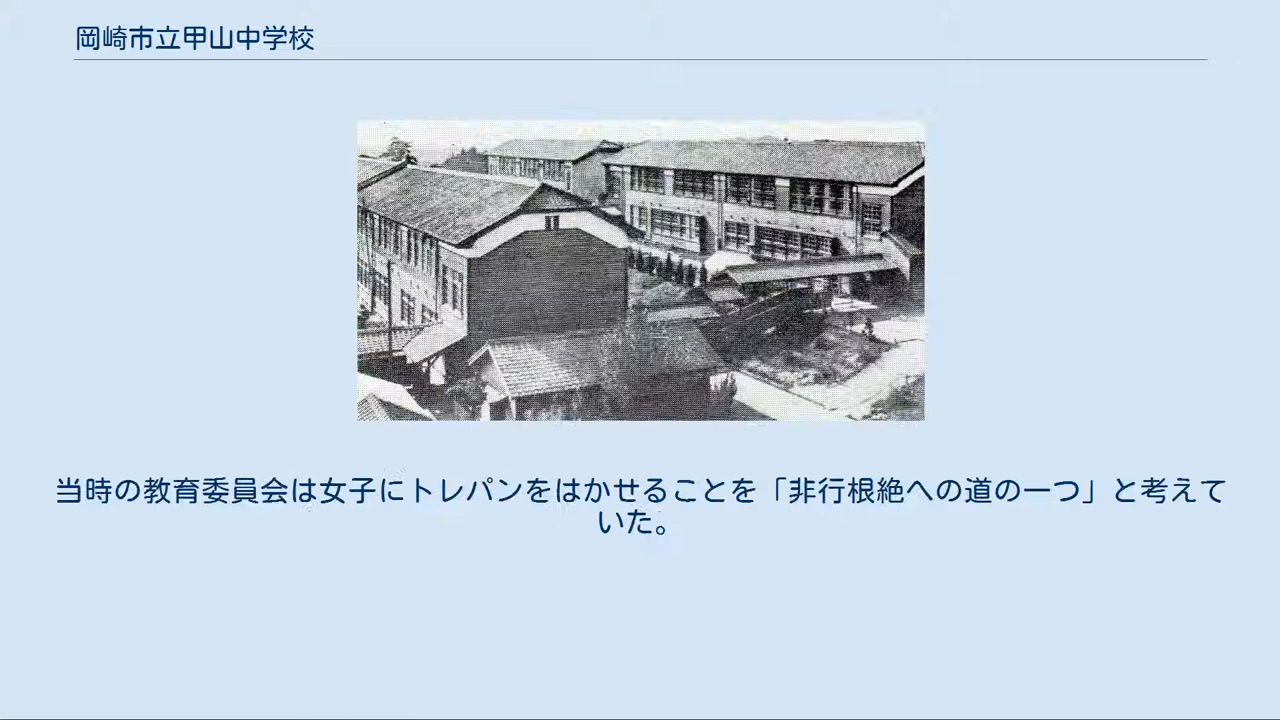 岡崎市立甲山中学校
当時の教育委員会は女子にトレパンをはかせることを「非行根絶への道の一つ」と考えて
いた。